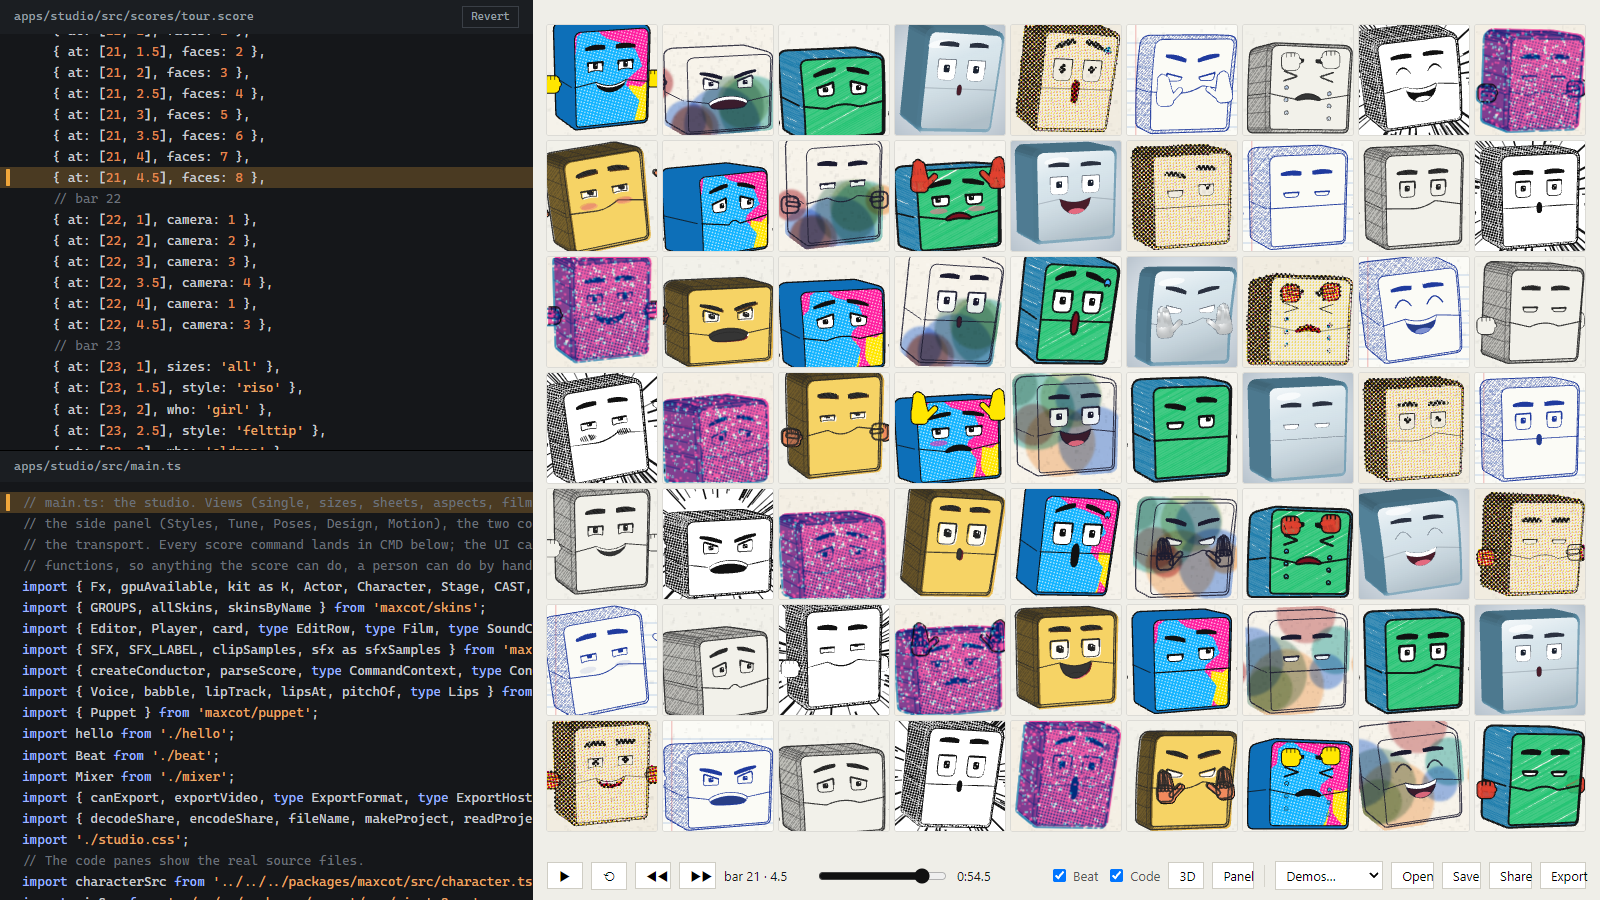 apps/studio/src/scores/tour.score
Revert
{ at: [21, 1.5], faces: 2 },
{ at: [21, 2], faces: 3 },
{ at: [21, 2.5], faces: 4 },
{ at: [21, 3], faces: 5 },
{ at: [21, 3.5], faces: 6 },
{ at: [21, 4], faces: 7 },
{ at: [21, 4.5], faces: 8 },
// bar 22
{ at: [22, 1], camera: 1 },
{ at: [22, 2], camera: 2 },
{ at: [22, 3], camera: 3 },
{ at: [22, 3.5], camera: 4 },
{ at: [22, 4], camera: 1 },
{ at: [22, 4.5], camera: 3 },
// bar 23
{ at: [23, 1], sizes: 'all' },
{ at: [23, 1.5], style: 'riso' },
{ at: [23, 2], who: 'girl' },
{ at: [23, 2.5], style: 'felttip' },
apps/studio/src/main.ts
// main.ts: the studio. Views (single, sizes, sheets, aspects, film
// the side panel (Styles, Tune, Poses, Design, Motion), the two co
// the transport. Every score command lands in CMD below; the UI ca
// functions, so anything the score can do, a person can do by hand
import { Fx, gpuAvailable, kit as K, Actor, Character, Stage, CAST,
import { GROUPS, allSkins, skinsByName } from 'maxcot/skins';
import { Editor, Player, card, type EditRow, type Film, type SoundC
import { SFX, SFX_LABEL, clipSamples, sfx as sfxSamples } from 'max
import { createConductor, parseScore, type CommandContext, type Con
import { Voice, babble, lipTrack, lipsAt, pitchOf, type Lips } from
import { Puppet } from 'maxcot/puppet';
import hello from './hello';
import Beat from './beat';
import Mixer from './mixer';
import { canExport, exportVideo, type ExportFormat, type ExportHost
import { decodeShare, encodeShare, fileName, makeProject, readProje
import './studio.css';
// The code panes show the real source files.
import characterSrc from '../../../packages/maxcot/src/character.ts
bar 21 · 4.5
0:54.5
Beat
Code
3D
Panel
Demos...
Open
Save
Share
Export